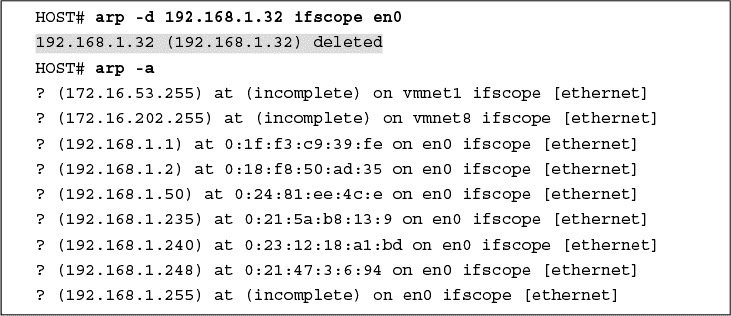 HOST# arp -d 192.168.1.32 ifscope en0
192.168.1.32 (192.168.1.32) deleted
HOST# arp -a
? (172.16.53.255) at (incomplete) on vmnet1 ifscope [ethernet]
? (172.16.202.255) at (incomplete) on vmnet8 ifscope [ethernet]
? (192.168.1.1) at 0:1f:f3:c9:39:fe on en0 ifscope [ethernet]
? (192.168.1.2) at 0:18:f8:50:ad:35 on en0 ifscope [ethernet]
? (192.168.1.50) at 0:24:81:ee:4c:e on en0 ifscope [ethernet]
? (192.168.1.235) at 0:21:5a:b8:13:9 on en0 ifscope [ethernet]
? (192.168.1.240) at 0:23:12:18:a1:bd on en0 ifscope [ethernet]
? (192.168.1.248) at 0:21:47:3:6:94 on en0 ifscope [ethernet]
? (192.168.1.255) at (incomplete) on en0 ifscope [ethernet]